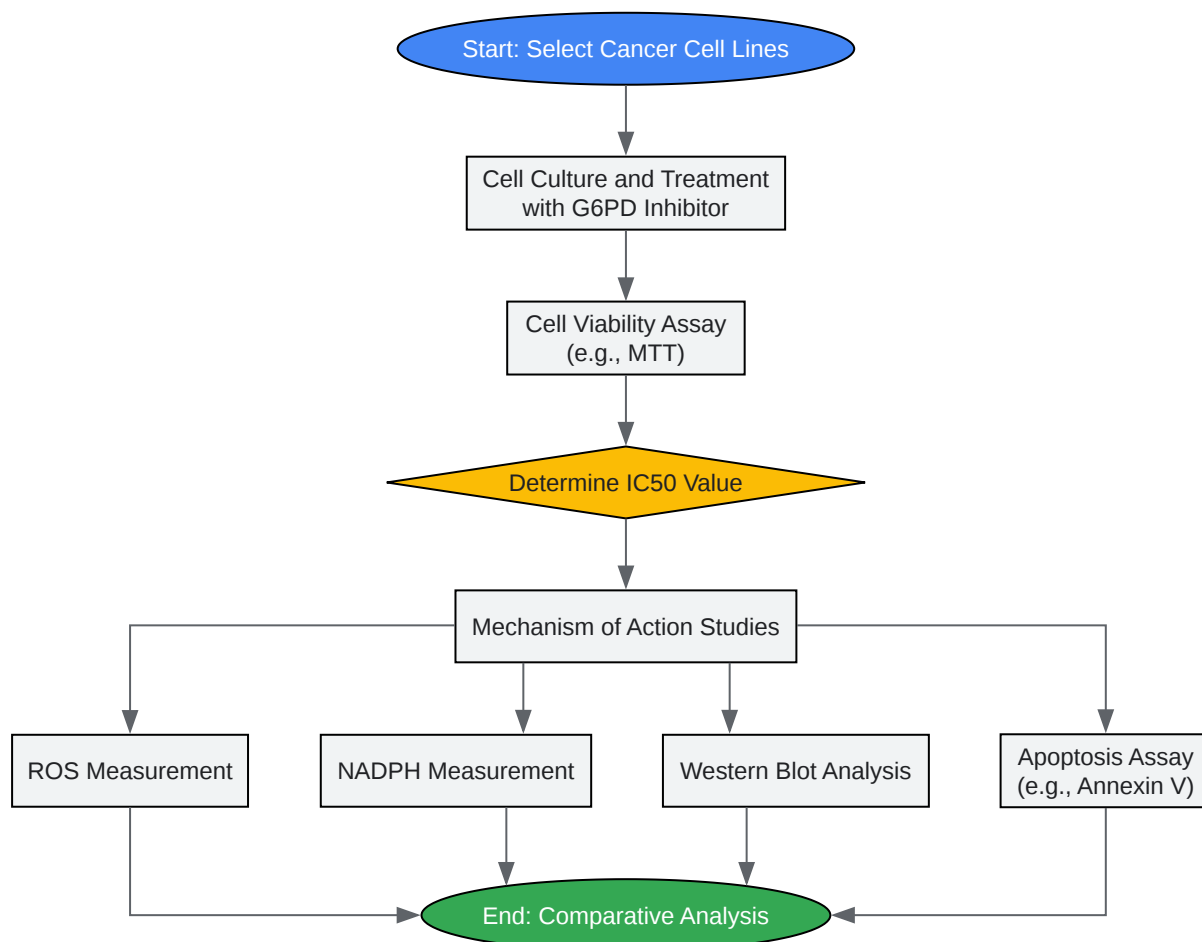 Start: Select Cancer Cell Lines
Cell Culture and Treatment
with G6PD Inhibitor
Cell Viability Assay
(e.g., MTT)
Determine IC50 Value
Mechanism of Action Studies
ROS Measurement
NADPH Measurement
Western Blot Analysis
Apoptosis Assay
(e.g., Annexin V)
End: Comparative Analysis